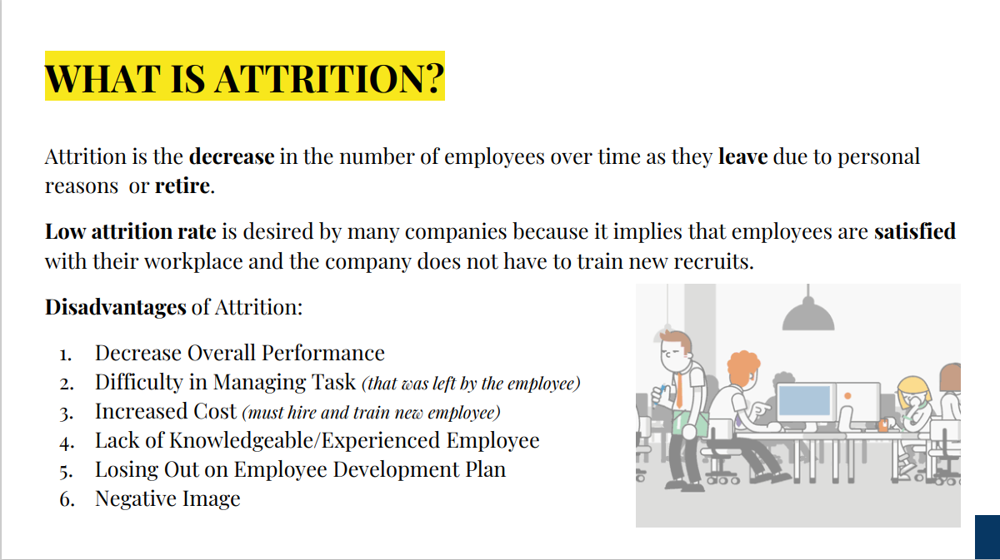 WHAT IS ATTRITION?
Attrition is the decrease in the number of employees over time as they leave due to personal
reasons  or retire.
Low attrition rate is desired by many companies because it implies that employees are satisfied
with their workplace and the company does not have to train new recruits.
Disadvantages of Attrition:
1. Decrease Overall Performance
2. Difficulty in Managing Task (that was left by the employee)
3. Increased Cost (must hire and train new employee)
4. Lack of Knowledgeable/Experienced Employee
5. Losing Out on Employee Development Plan
6. Negative Image